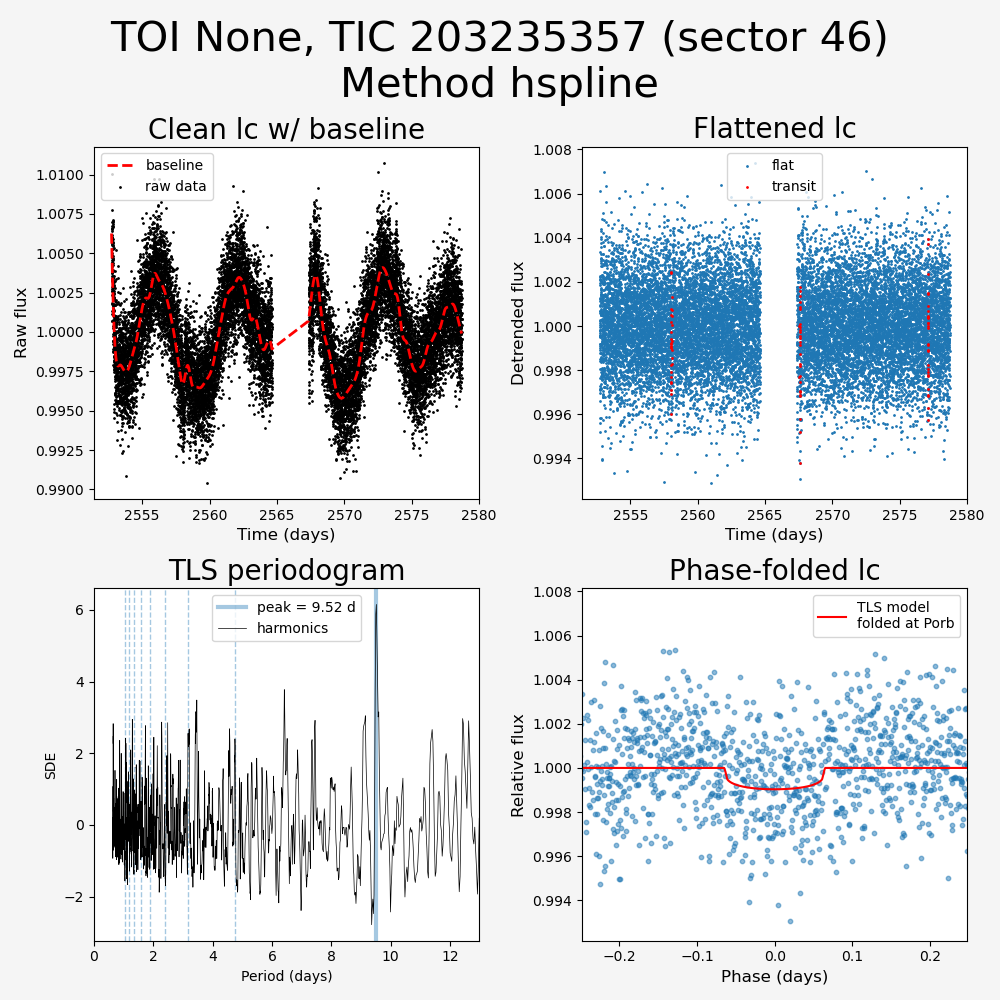 TOI None, TIC 203235357 (sector 46)
Method hspline
Clean lc w/ baseline
baseline
raw data
1.0100
1.0075
1.0050
1.0025
1.0000
0.9975
0.9950
0.9925
0.9900
Raw flux
2555
2560
2565
2570
2575
2580
Time (days)
Flattened lc
flat
transit
1.008
1.006
1.004
1.002
1.000
0.998
0.996
0.994
Detrended flux
2555
2560
2565
2570
2575
2580
Time (days)
TLS periodogram
peak = 9.52 d
harmonics
6
4
2
0
−2
SDE
0
2
4
6
8
10
12
Period (days)
Phase-folded lc
TLS model
folded at Porb
1.008
1.006
1.004
1.002
1.000
0.998
0.996
0.994
Relative flux
−0.2
−0.1
0.0
0.1
0.2
Phase (days)